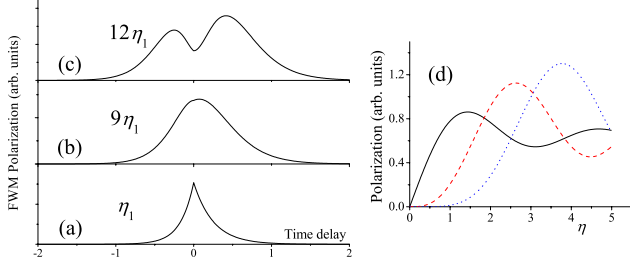 FWM Polarization (arb. units)
(c)
12η₁
(b)
9η₁
(a)
η₁
Time delay
-2 -1 0 1 2
(d)
Polarization (arb. units)
1.2
0.8
0.4
0.0
0 1 2 3 4 5
η